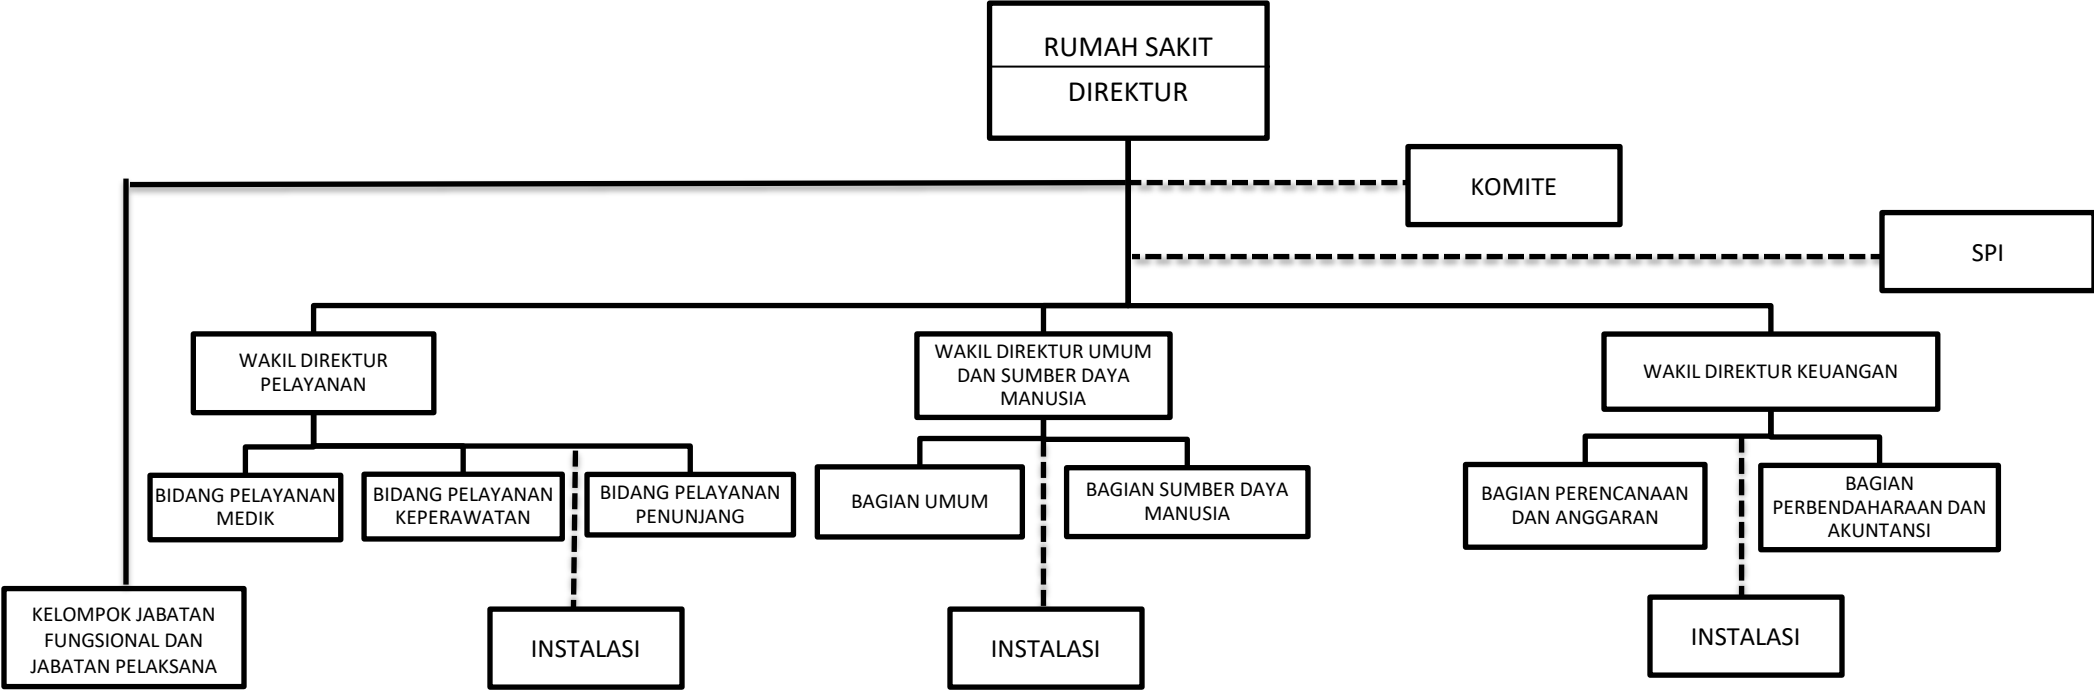 RUMAH SAKIT
DIREKTUR
KOMITE
SPI
WAKIL DIREKTUR
PELAYANAN
WAKIL DIREKTUR UMUM
DAN SUMBER DAYA
MANUSIA
WAKIL DIREKTUR KEUANGAN
BIDANG PELAYANAN
MEDIK
BIDANG PELAYANAN
KEPERAWATAN
BIDANG PELAYANAN
PENUNJANG
BAGIAN UMUM
BAGIAN SUMBER DAYA
MANUSIA
BAGIAN PERENCANAAN
DAN ANGGARAN
BAGIAN
PERBENDAHARAAN DAN
AKUNTANSI
KELOMPOK JABATAN
FUNGSIONAL DAN
JABATAN PELAKSANA
INSTALASI
INSTALASI
INSTALASI